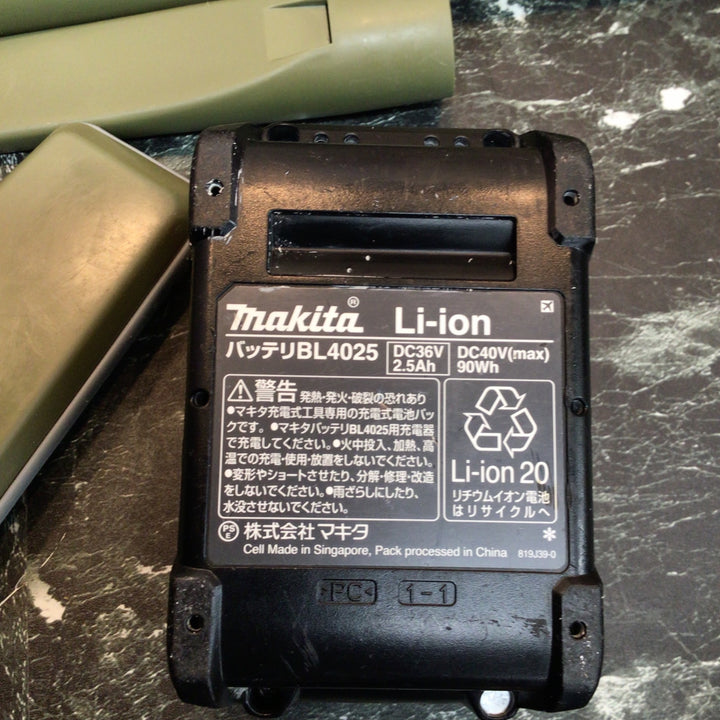 makita® Li-ion
バッテリBL4025 DC36V 2.5Ah DC40V(max) 90Wh
⚠警告 発熱・発火・破裂の恐れあり
●マキタ充電式工具専用の充電式電池パッ
クです。●マキタバッテリBL4025用充電器
で充電してください。●火中投入、加熱、高
温での充電・使用・放置をしないでください。
●変形やショートさせたり、分解・修理・改造
をしないでください。●雨ざらしにしたり、
水没させないでください。
Li-ion 20
リチウムイオン電池
はリサイクルへ
PSE 株式会社マキタ *
Cell Made in Singapore, Pack processed in China 819J39-0
>PC< 1-1